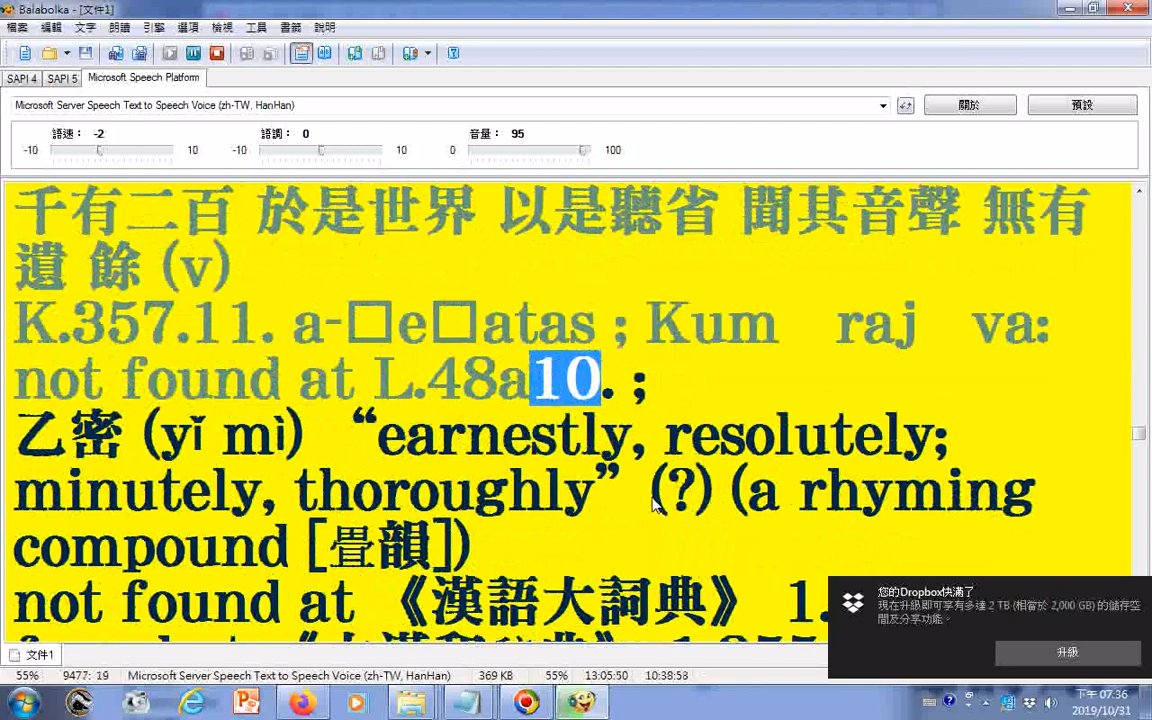 Balabolka - [文件1]
檔案 編輯 文字 朗讀 引擎 選項 檢視 工具 書籤 說明
SAPI 4 SAPI 5 Microsoft Speech Platform
Microsoft Server Speech Text to Speech Voice (zh-TW, HanHan) 關於 預設
語速： -2 語調： 0 音量： 95
-10 10 -10 10 0 100
千有二百 於是世界 以是聽省 聞其音聲 無有
遺 餘 (v)
K.357.11. a-□e□atas ; Kum raj va:
not found at L.48a10. ;
乙密 (yǐ mì) “earnestly, resolutely;
minutely, thoroughly” (?) (a rhyming
compound [畳韻])
not found at 《漢語大詞典》 1.
您的Dropbox快滿了
現在升級即可享有多達 2 TB (相當於 2,000 GB) 的儲存空
間及分享功能。
升級
文件1
55% 9477: 19 Microsoft Server Speech Text to Speech Voice (zh-TW, HanHan) 369 KB 55% 13:05:50 10:38:53
下午 07:36
2019/10/31